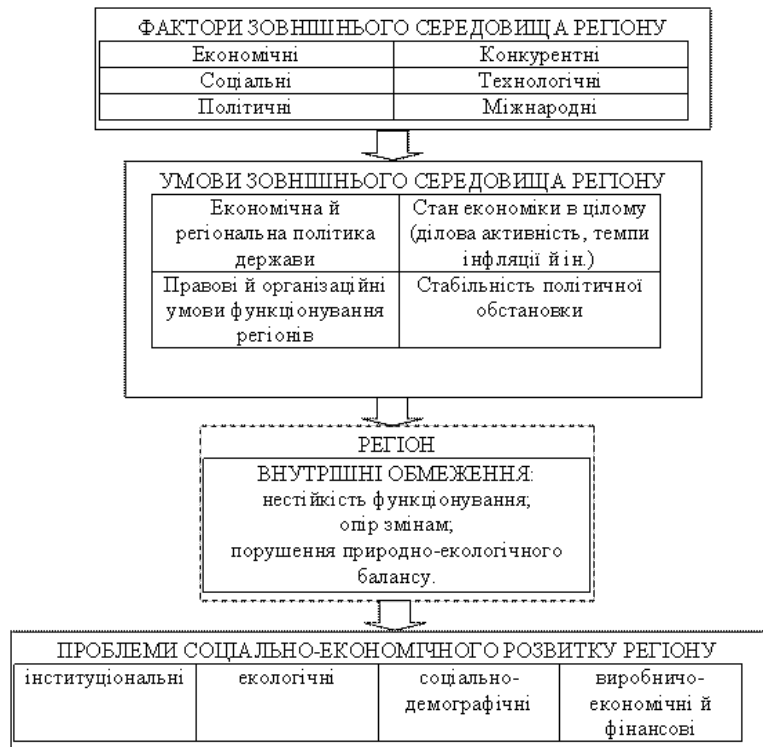 ФАКТОРИ ЗОВНІШНЬОГО СЕРЕДОВИЩА РЕГІОНУ
Економічні Конкурентні
Соціальні Технологічні
Політичні Міжнародні
УМОВИ ЗОВНІШНЬОГО СЕРЕДОВИЩА РЕГІОНУ
Економічна й
регіональна політика
держави
Стан економіки в цілому
(ділова активність, темпи
інфляції й ін.)
Правові й організаційні
умови функціонування
регіонів
Стабільність політичної
обстановки
РЕГІОН
ВНУТРІШНІ ОБМЕЖЕННЯ:
нестійкість функціонування;
опір змінам;
порушення природно-екологічного
балансу.
ПРОБЛЕМИ СОЦІАЛЬНО-ЕКОНОМІЧНОГО РОЗВИТКУ РЕГІОНУ
інституціональні
екологічні
соціально-
демографічні
виробничо-
економічні й
фінансові